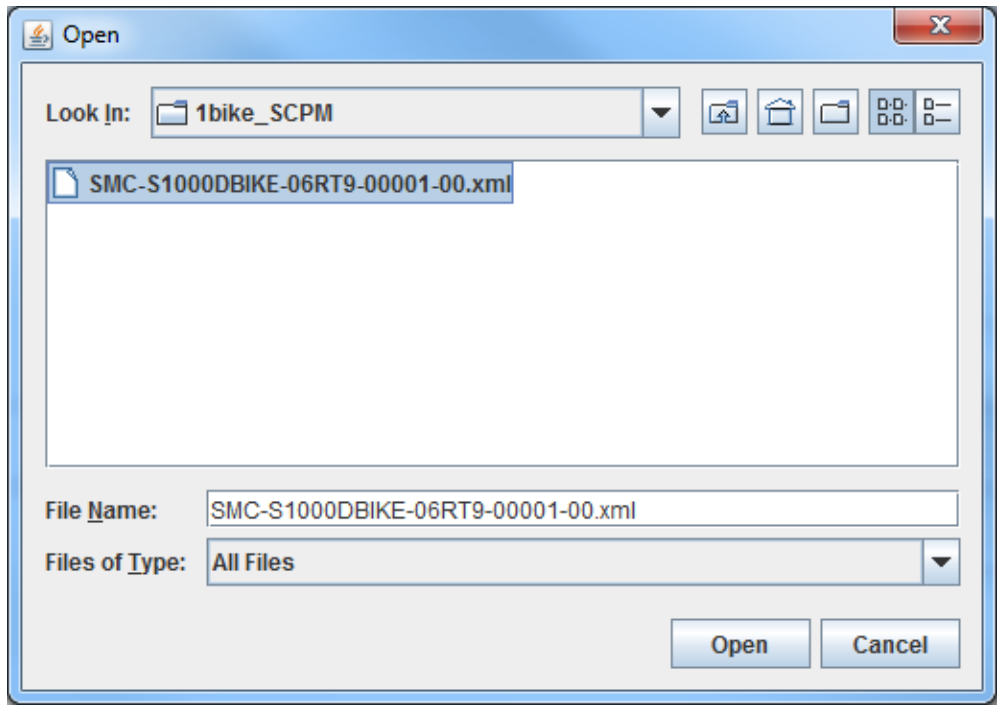 Open
Look In: 1bike_SCPM
SMC-S1000DBIKE-06RT9-00001-00.xml
File Name: SMC-S1000DBIKE-06RT9-00001-00.xml
Files of Type: All Files
Open Cancel